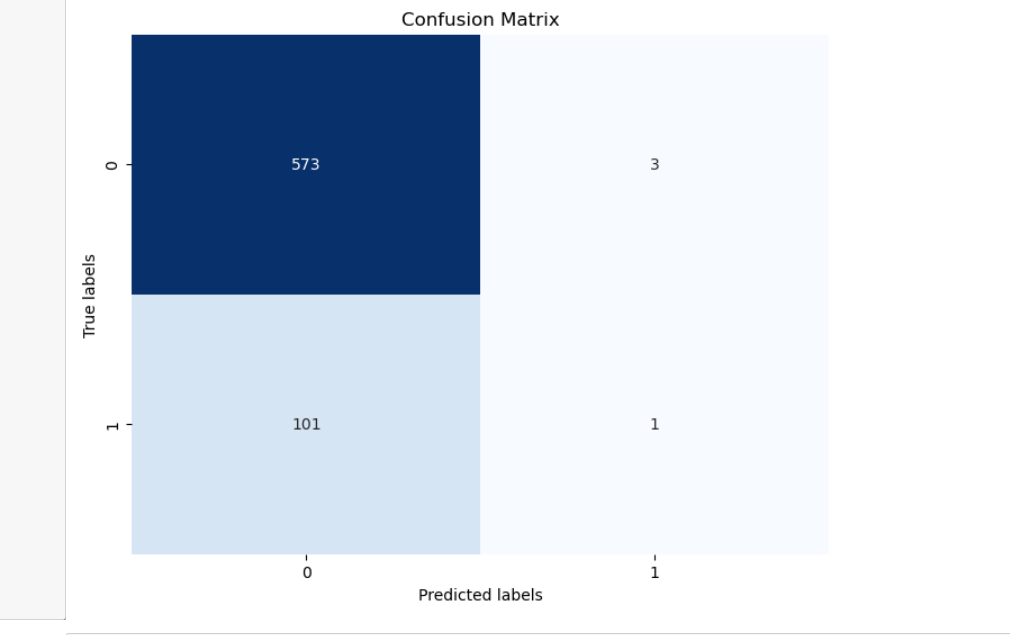 Confusion Matrix
573
3
0
True labels
101
1
1
0
1
Predicted labels